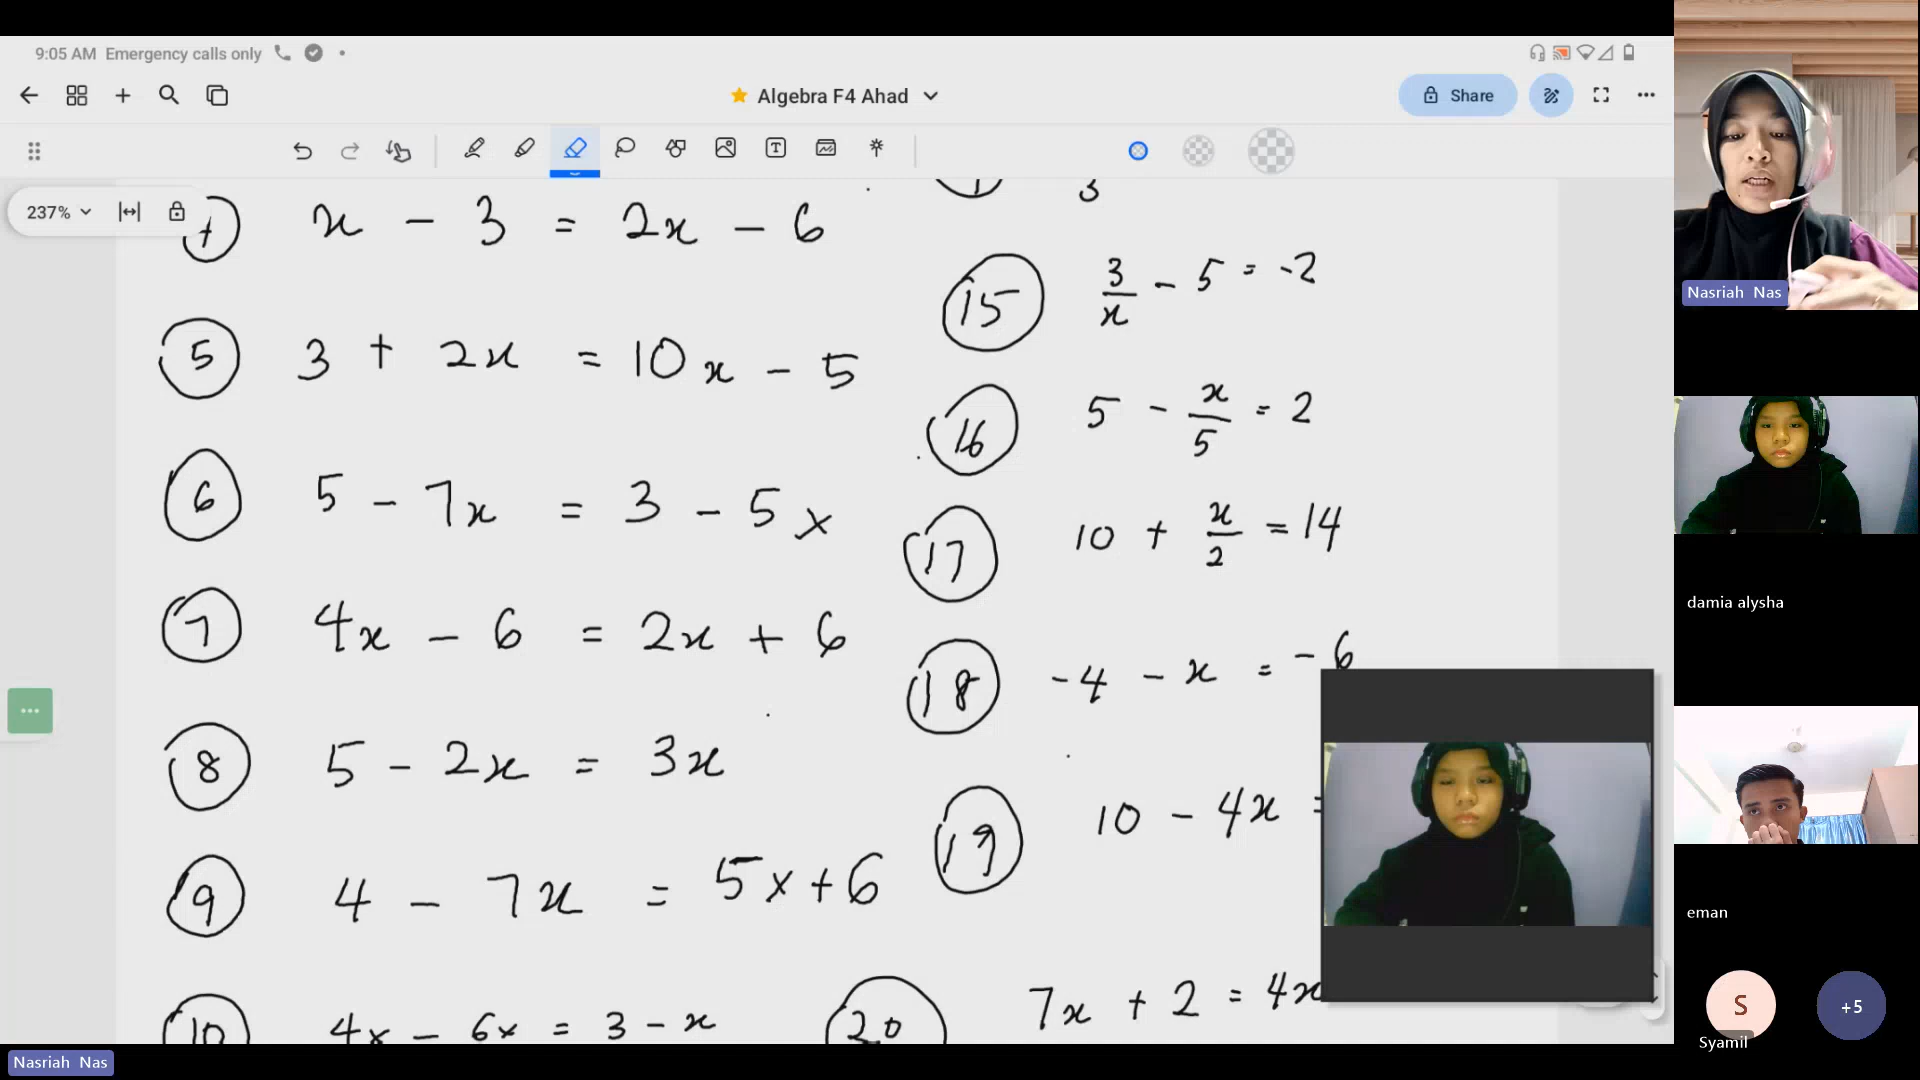 9:05 AM Emergency calls only
Algebra F4 Ahad
Share
237%
x - 3 = 2x - 6
5 3 + 2x = 10x - 5
6 5 - 7x = 3 - 5x
7 4x - 6 = 2x + 6
8 5 - 2x = 3x
9 4 - 7x = 5x + 6
10 4x - 6x = 3 - x
3
15 3/x - 5 = -2
16 5 - x/5 = 2
17 10 + x/2 = 14
18 -4 - x = -6
19 10 - 4x =
20 7x + 2 = 4x
Nasriah Nas
damia alysha
eman
S
+5
Syamil
Nasriah Nas